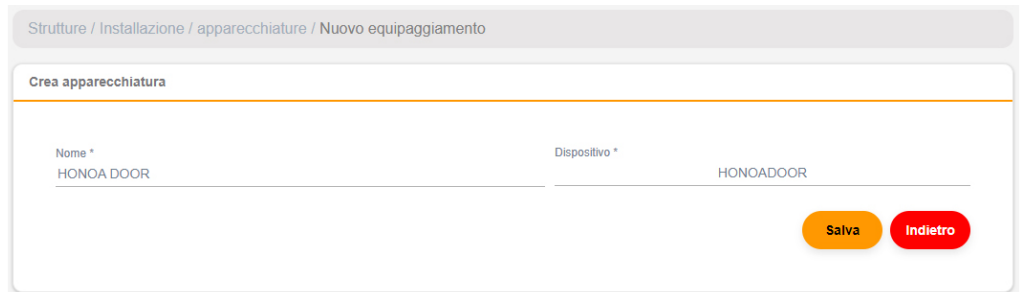 Strutture / Installazione / apparecchiature / Nuovo equipaggiamento
Crea apparecchiatura
Nome *
HONOA DOOR
Dispositivo *
HONOADOOR
Salva
Indietro